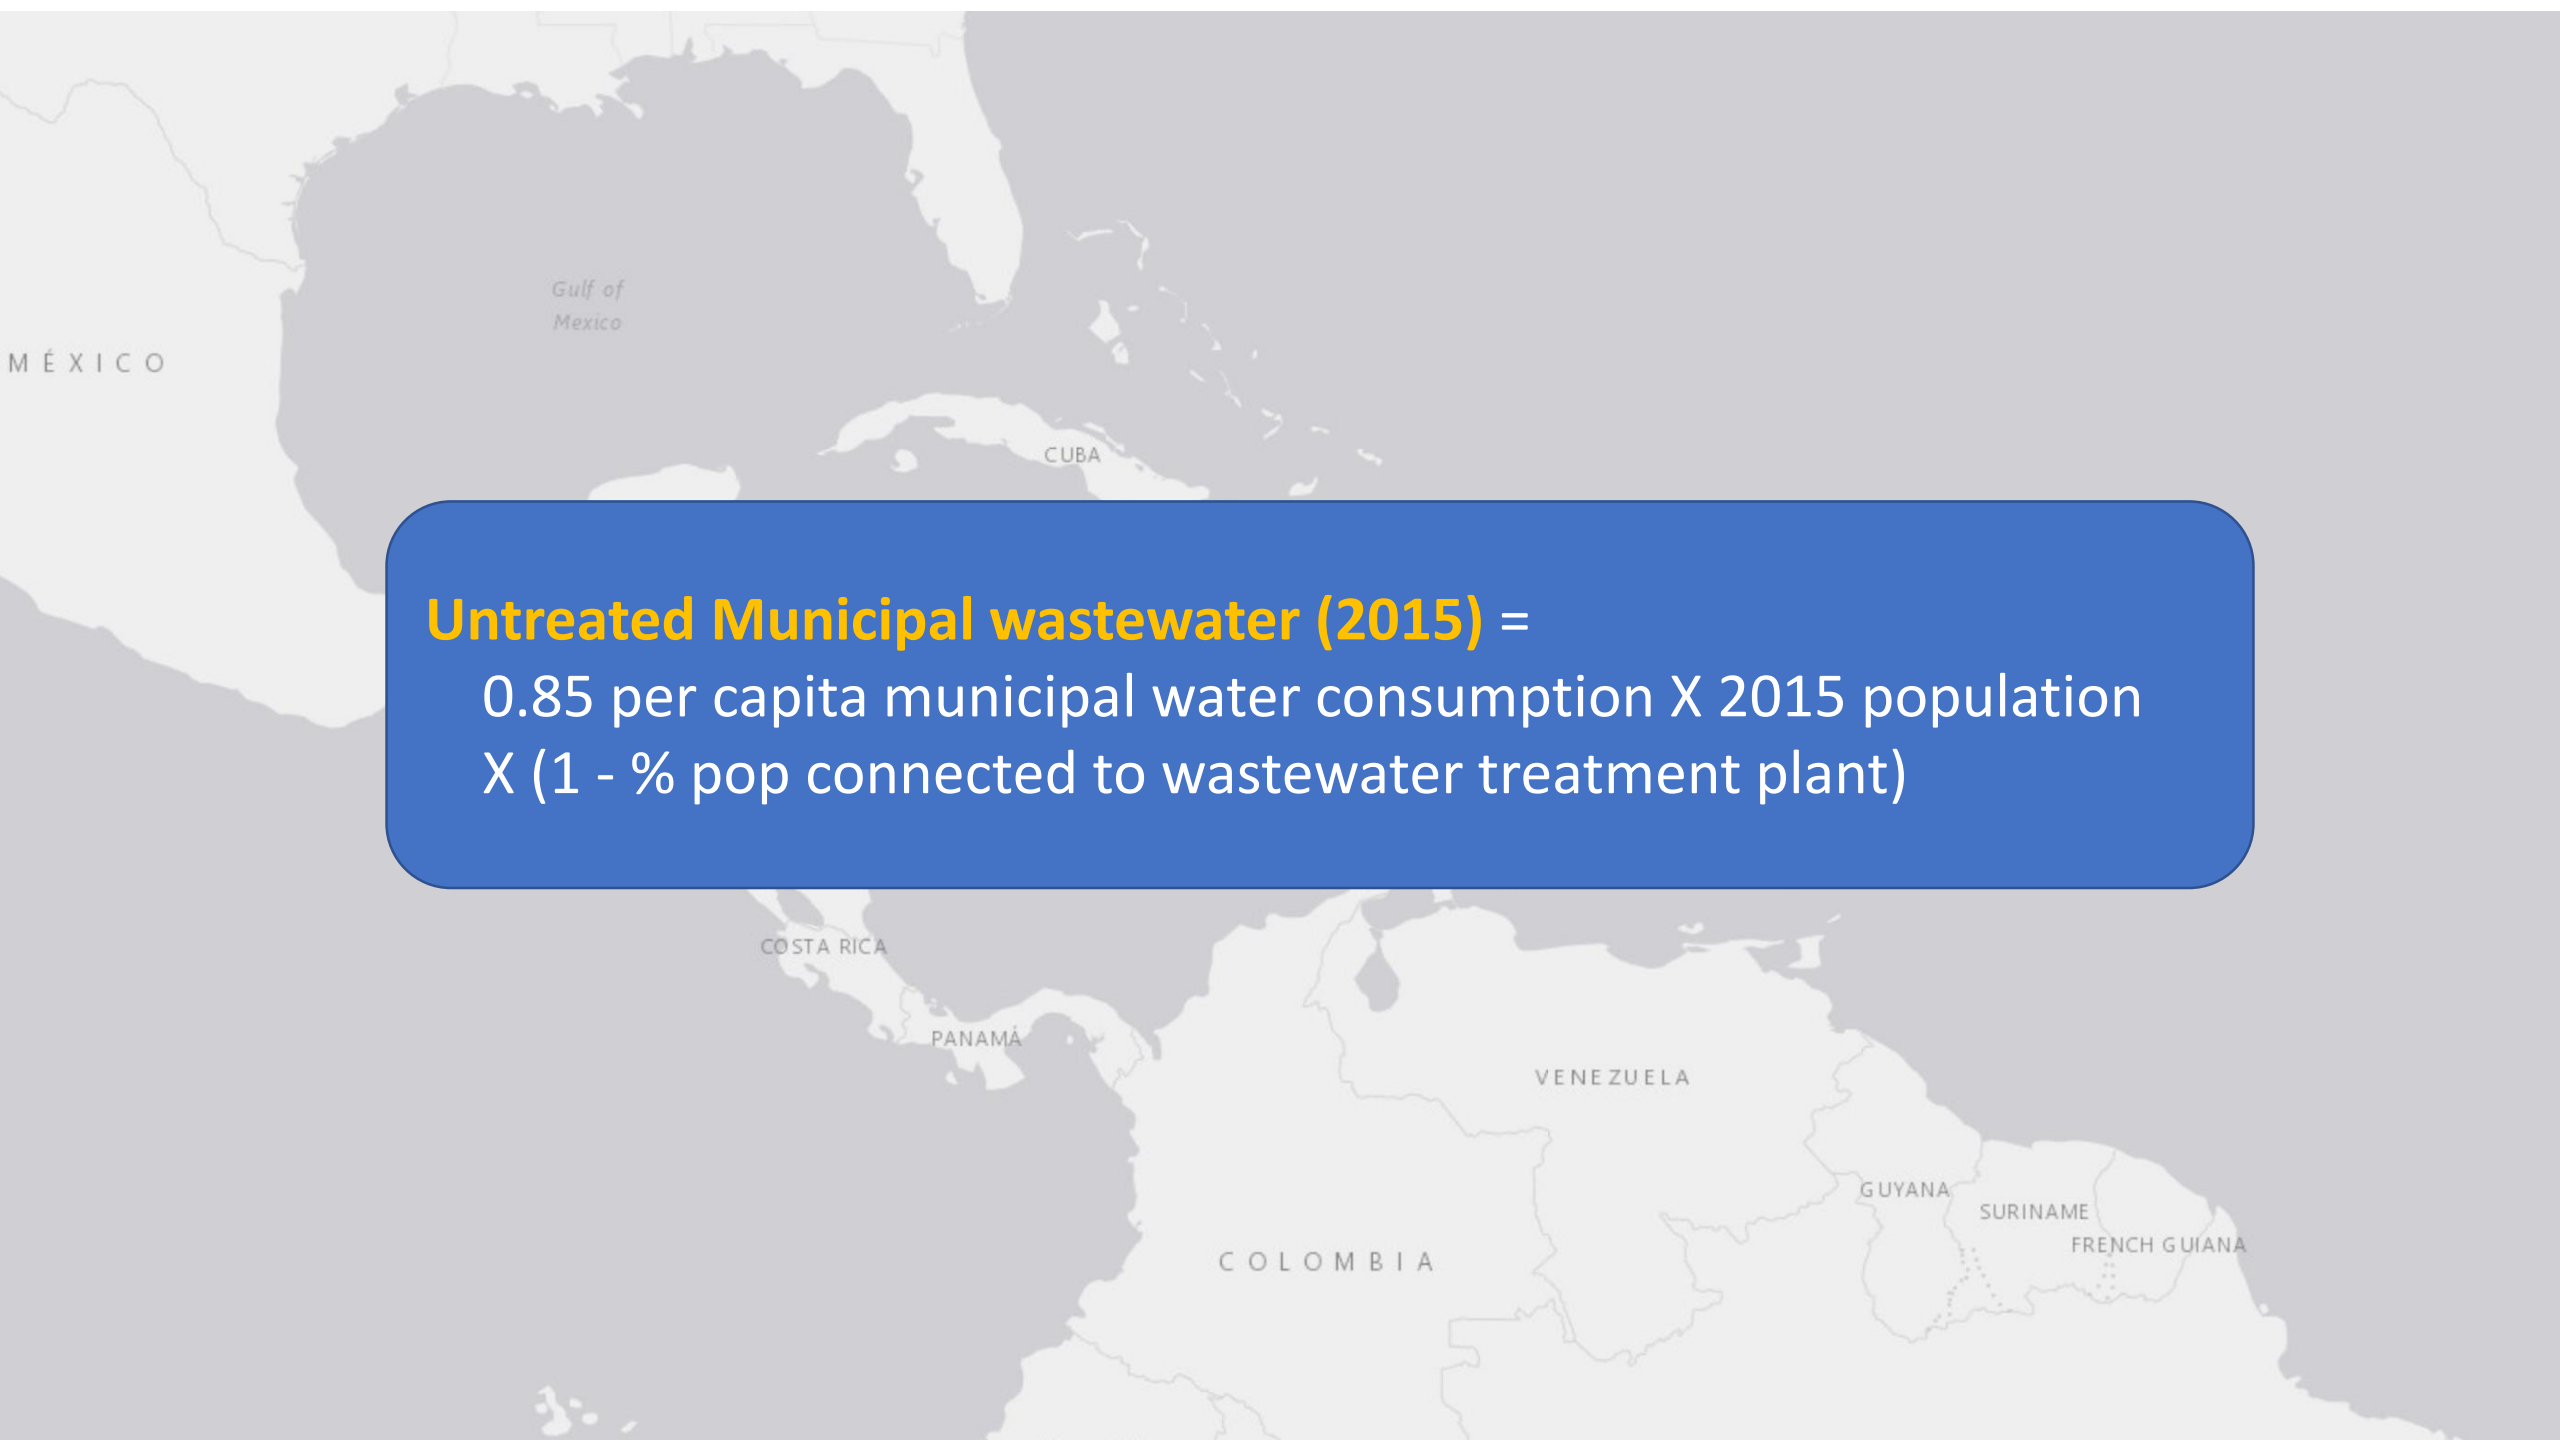 Gulf of
Mexico
MÉXICO
CUBA
Untreated Municipal wastewater (2015) =
0.85 per capita municipal water consumption X 2015 population
X (1 - % pop connected to wastewater treatment plant)
COSTA RICA
PANAMÁ
VENEZUELA
GUYANA
SURINAME
FRENCH GUIANA
COLOMBIA